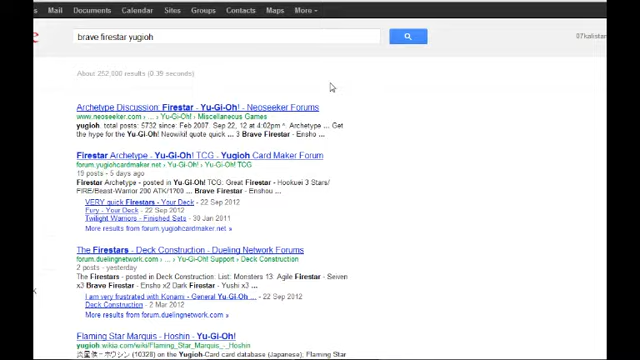 Mail Documents Calendar Sites Groups Contacts Maps More
brave firestar yugioh
About 252,000 results (0.39 seconds)
Archetype Discussion: Firestar - Yu-Gi-Oh! - Neoseeker Forums
www.neoseeker.com › ... › Yu-Gi-Oh! › Miscellaneous Games
yugioh, total posts: 5732 since: Feb 2007. Sep 22, 12 at 4:02pm ^. Archetype ...
Get the hype for the Yu-Gi-Oh! Neowiki! quote quick ... 3 Brave Firestar - Ensho ...
Firestar Archetype - Yu-Gi-Oh! TCG - Yugioh Card Maker Forum
forum.yugiohcardmaker.net › Yu-Gi-Oh! › Yu-Gi-Oh! TCG
19 posts - 5 days ago
Firestar Archetype - posted in Yu-Gi-Oh! TCG: Great Firestar - Hookuei 3 Stars/
FIRE/Beast-Warrior 200 ATK/1700 ... Brave Firestar - Enshou ...
VERY quick Firestars - Your Deck - 22 Sep 2012
Fury - Your Deck - 22 Sep 2012
Twilight Warriors - Finished Sets - 30 Jan 2011
More results from forum.yugiohcardmaker.net »
The Firestars - Deck Construction - Dueling Network Forums
forum.duelingnetwork.com › ... › Yu-Gi-Oh! Support › Deck Construction
2 posts - yesterday
The Firestars - posted in Deck Construction: List: Monsters 13. Agile Firestar - Seiven
x3 Brave Firestar - Ensho x2 Dark Firestar - Yushi x3 ...
I am very frustrated with Konami - General Yu-Gi-Oh ... - 22 Sep 2012
Deck Construction - 2 Mar 2012
More results from forum.duelingnetwork.com »
Flaming Star Marquis - Hoshin - Yu-Gi-Oh!
yugioh.wikia.com/wiki/Flaming_Star_Marquis_-_Hoshin
(10328) on the Yugioh-Card card database (Japanese); Flaming Star